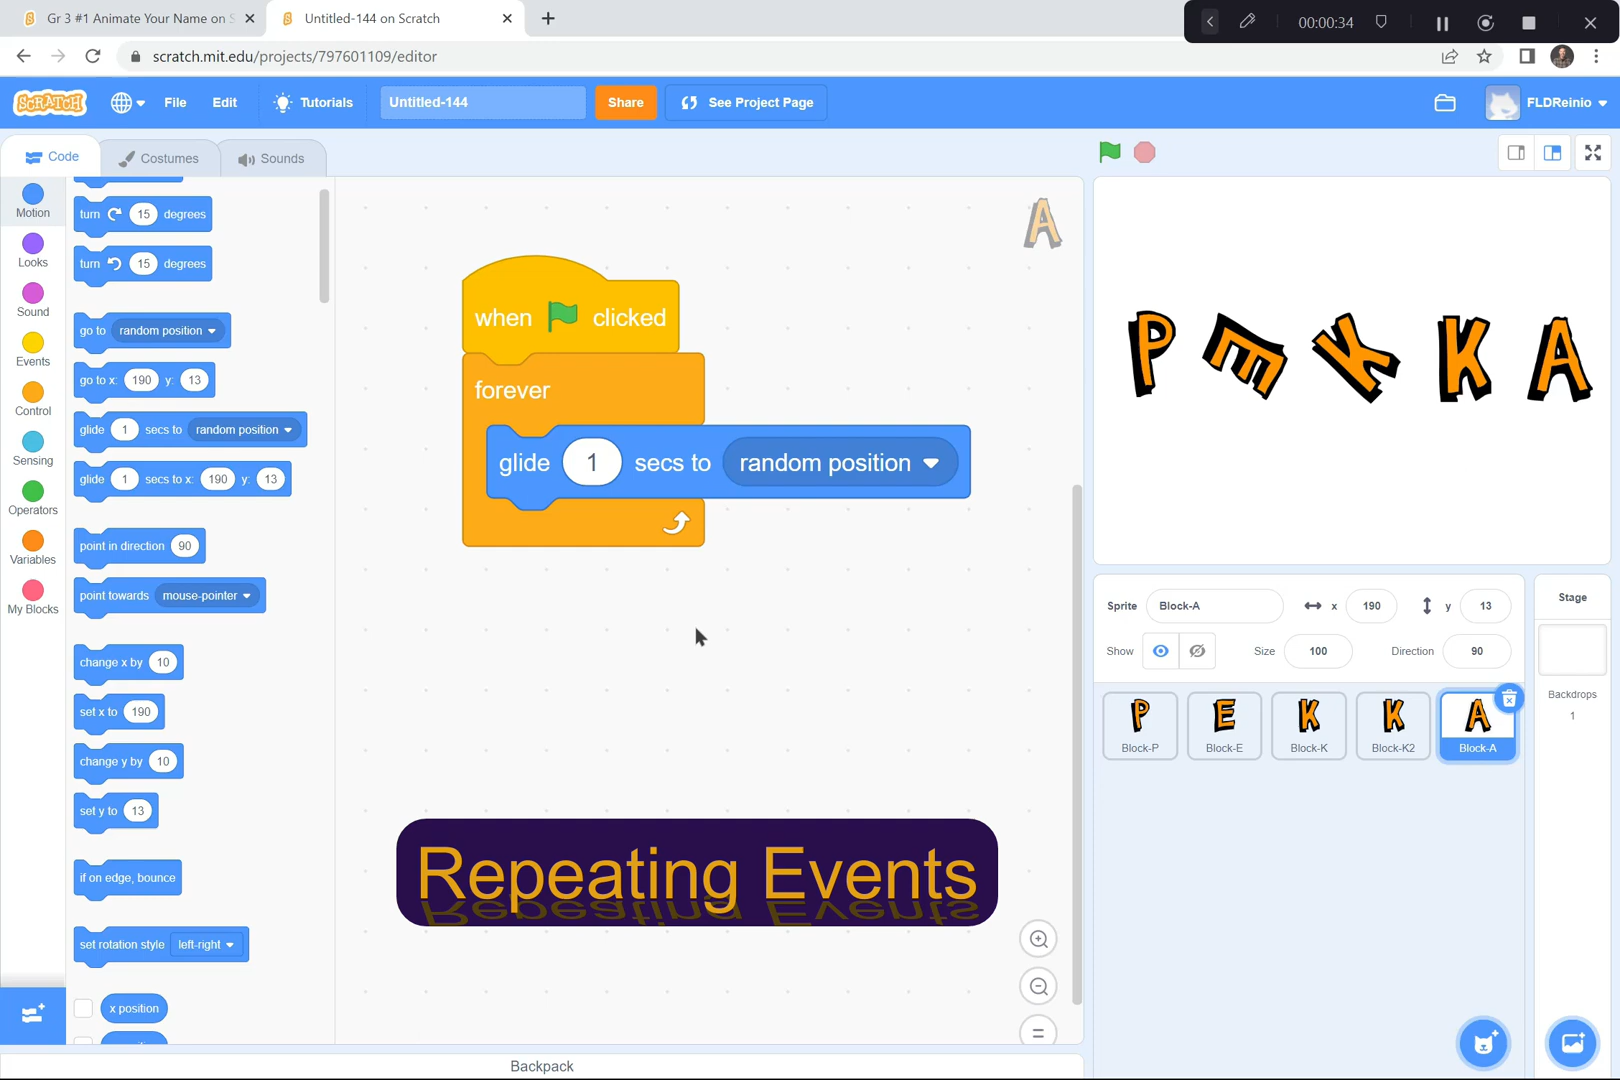 Gr 3 #1 Animate Your Name on S
Untitled-144 on Scratch
00:00:34
scratch.mit.edu/projects/797601109/editor
SCRATCH
File
Edit
Tutorials
Untitled-144
Share
See Project Page
FLDReinio
Code
Costumes
Sounds
Motion
Looks
Sound
Events
Control
Sensing
Operators
Variables
My Blocks
turn 15 degrees
turn 15 degrees
go to random position
go to x: 190 y: 13
glide 1 secs to random position
glide 1 secs to x: 190 y: 13
point in direction 90
point towards mouse-pointer
change x by 10
set x to 190
change y by 10
set y to 13
if on edge, bounce
set rotation style left-right
x position
when clicked
forever
glide 1 secs to random position
A
Repeating Events
P E K K A
Sprite Block-A x 190 y 13
Show Size 100 Direction 90
P E K K A
Block-P Block-E Block-K Block-K2 Block-A
Stage
Backdrops
1
Backpack